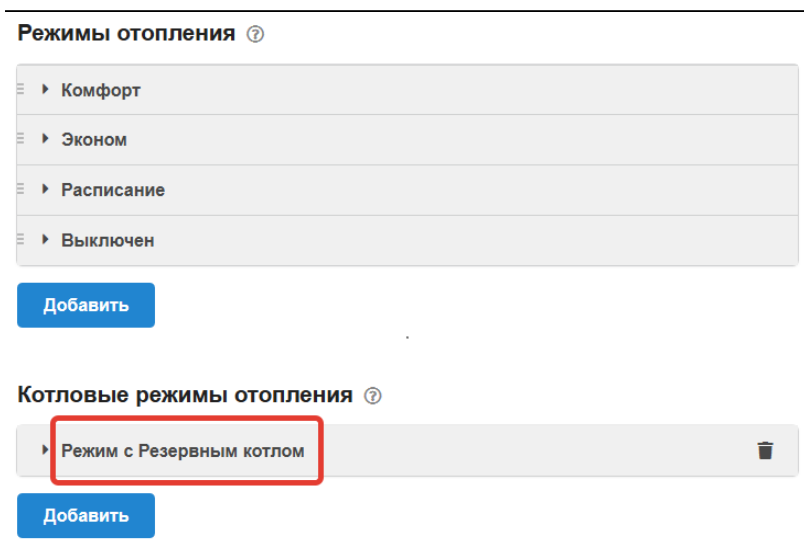 Режимы отопления ?
Комфорт
Эконом
Расписание
Выключен
Добавить
Котловые режимы отопления ?
Режим с Резервным котлом
Добавить